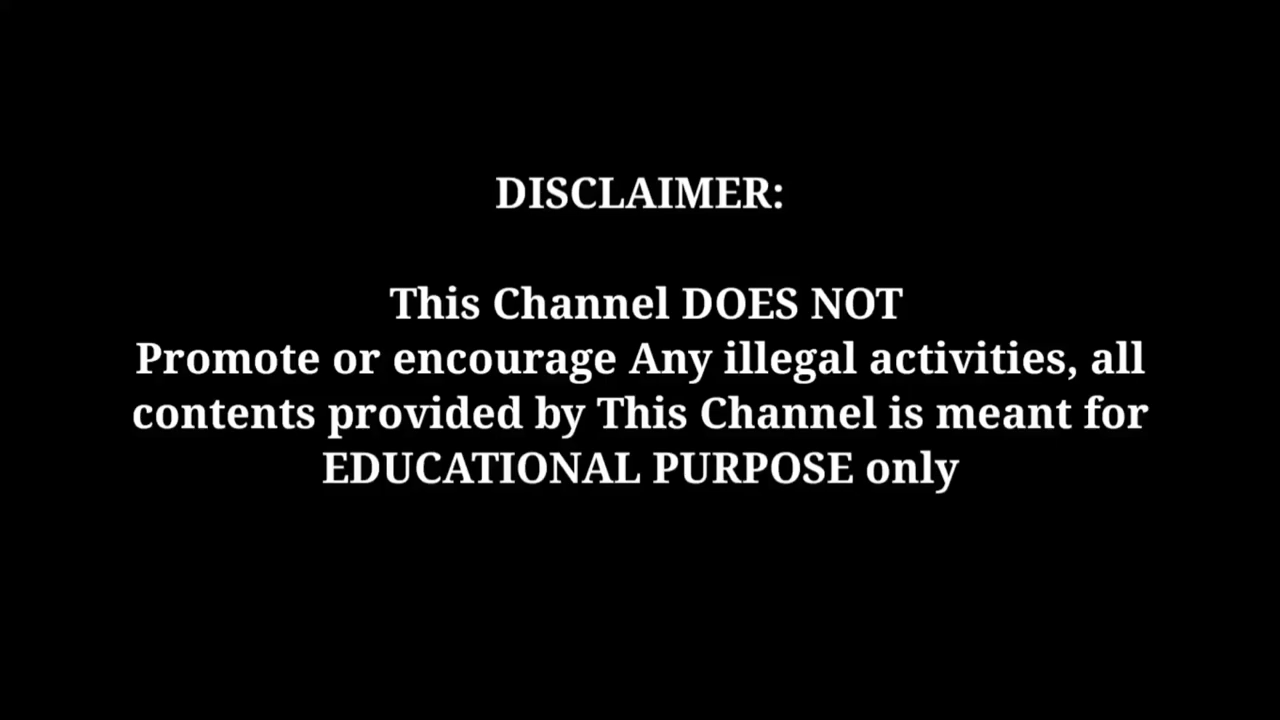 DISCLAIMER:
This Channel DOES NOT
Promote or encourage Any illegal activities, all
contents provided by This Channel is meant for
EDUCATIONAL PURPOSE only